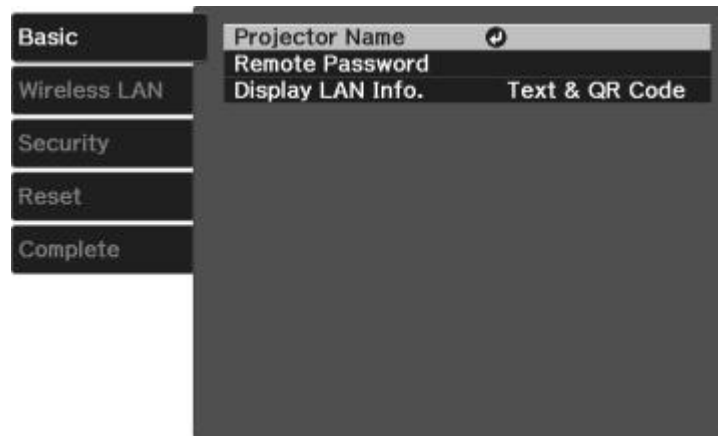 Basic
Wireless LAN
Security
Reset
Complete
Projector Name
Remote Password
Display LAN Info. Text & QR Code